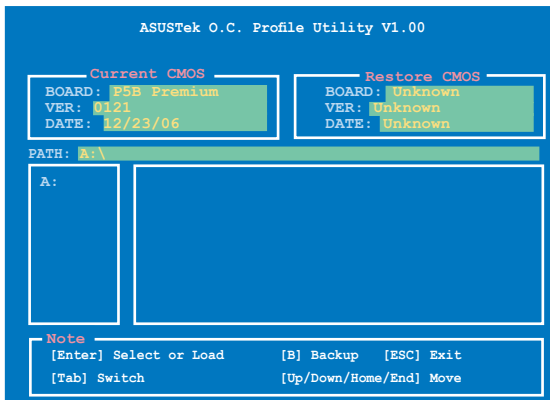 ASUSTek O.C. Profile Utility V1.00
Current CMOS
BOARD: P5B Premium
VER: 0121
DATE: 12/23/06
Restore CMOS
BOARD: Unknown
VER: Unknown
DATE: Unknown
PATH: A:\
A:
Note
[Enter] Select or Load [B] Backup [ESC] Exit
[Tab] Switch [Up/Down/Home/End] Move